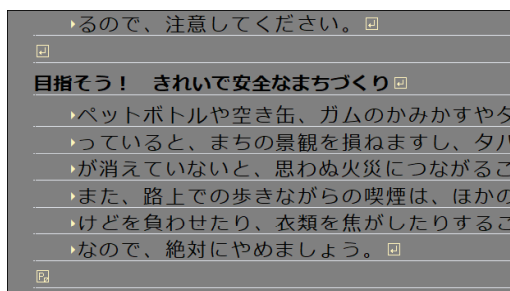 るので、注意してください。
目指そう！　きれいで安全なまちづくり
ペットボトルや空き缶、ガムのかみかすやタ
っていると、まちの景観を損ねますし、タバ
が消えていないと、思わぬ火災につながるこ
また、路上での歩きながらの喫煙は、ほかの
けどを負わせたり、衣類を焦がしたりするこ
なので、絶対にやめましょう。